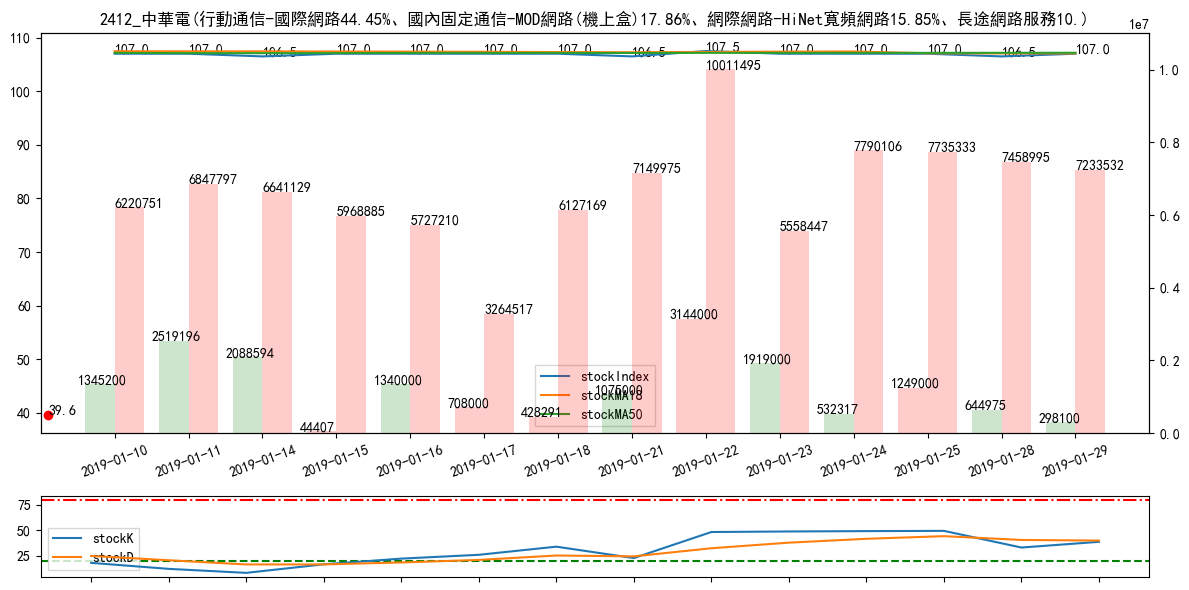 2412_中華電(行動通信-國際網路44.45%、國內固定通信-MOD網路(機上盒)17.86%、網際網路-HiNet寬頻網路15.85%、長途網路服務10.)
1e7
110
100
90
80
70
60
50
40
1.0
0.8
0.6
0.4
0.2
0.0
107.0 107.0 106.5 107.0 107.0 107.0 107.0 106.5 107.5 107.0 107.0 107.0 106.5 107.0
6220751 6847797 6641129 5968885 5727210 3264517 6127169 7149975 10011495 5558447 7790106 7735333 7458995 7233532
1345200 2519196 2088594 44407 1340000 708000 428291 1075000 3144000 1919000 532317 1249000 644975 298100
39.6
stockIndex
stockMA18
stockMA50
2019-01-10 2019-01-11 2019-01-14 2019-01-15 2019-01-16 2019-01-17 2019-01-18 2019-01-21 2019-01-22 2019-01-23 2019-01-24 2019-01-25 2019-01-28 2019-01-29
75
50
25
stockK
stockD